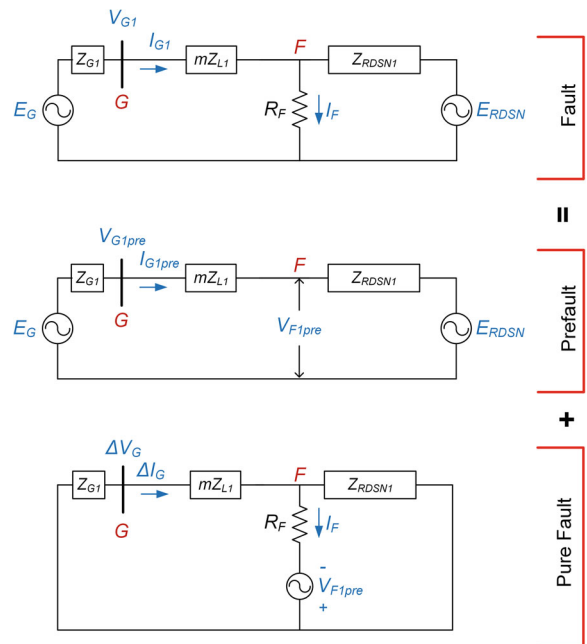 V_G1
I_G1
Z_G1
mZ_L1
F
Z_RDSN1
E_G
G
R_F
I_F
E_RDSN
Fault
=
V_G1pre
I_G1pre
Z_G1
mZ_L1
F
Z_RDSN1
E_G
G
V_F1pre
E_RDSN
Prefault
+
ΔV_G
ΔI_G
Z_G1
mZ_L1
F
Z_RDSN1
G
R_F
I_F
-
V_F1pre
+
Pure Fault